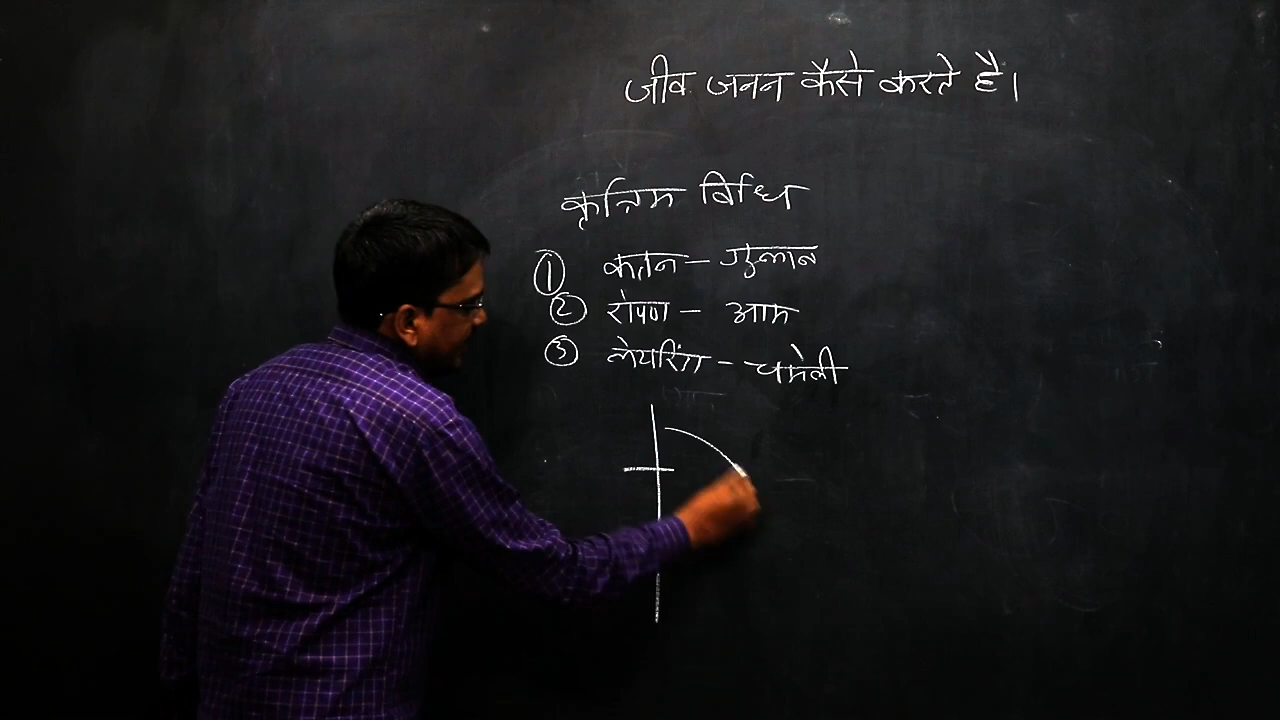 जीव जनन कैसे करते है।
कृत्रिम विधि
① कतन - गुलाब
② रोपण - आम
③ लेयरिंग - चमेली